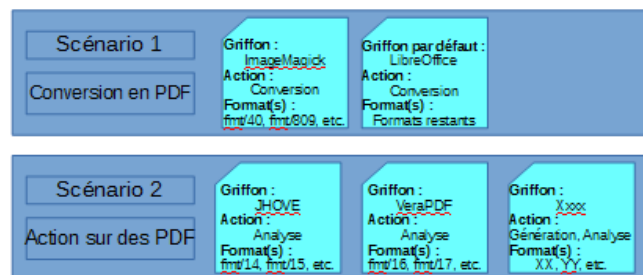 Scénario 1
Conversion en PDF
Griffon :
ImageMagick
Action :
Conversion
Format(s) :
fmt/40, fmt/809, etc.
Griffon par défaut :
LibreOffice
Action :
Conversion
Format(s) :
Formats restants
Scénario 2
Action sur des PDF
Griffon :
JHOVE
Action :
Analyse
Format(s) :
fmt/14, fmt/15, etc.
Griffon :
VeraPDF
Action :
Analyse
Format(s) :
fmt/16, fmt/17, etc.
Griffon :
Xxxx
Action :
Génération, Analyse
Format(s) :
XX, YY, etc.